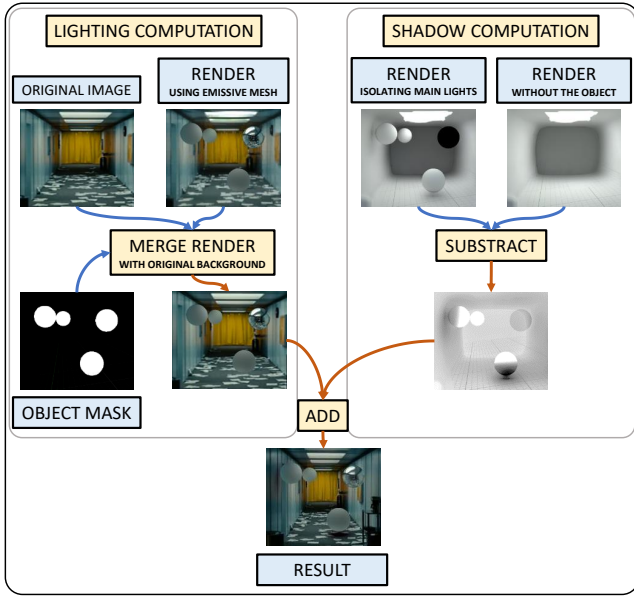 LIGHTING COMPUTATION
SHADOW COMPUTATION
ORIGINAL IMAGE
RENDER
USING EMISSIVE MESH
RENDER
ISOLATING MAIN LIGHTS
RENDER
WITHOUT THE OBJECT
MERGE RENDER
WITH ORIGINAL BACKGROUND
SUBSTRACT
OBJECT MASK
ADD
RESULT